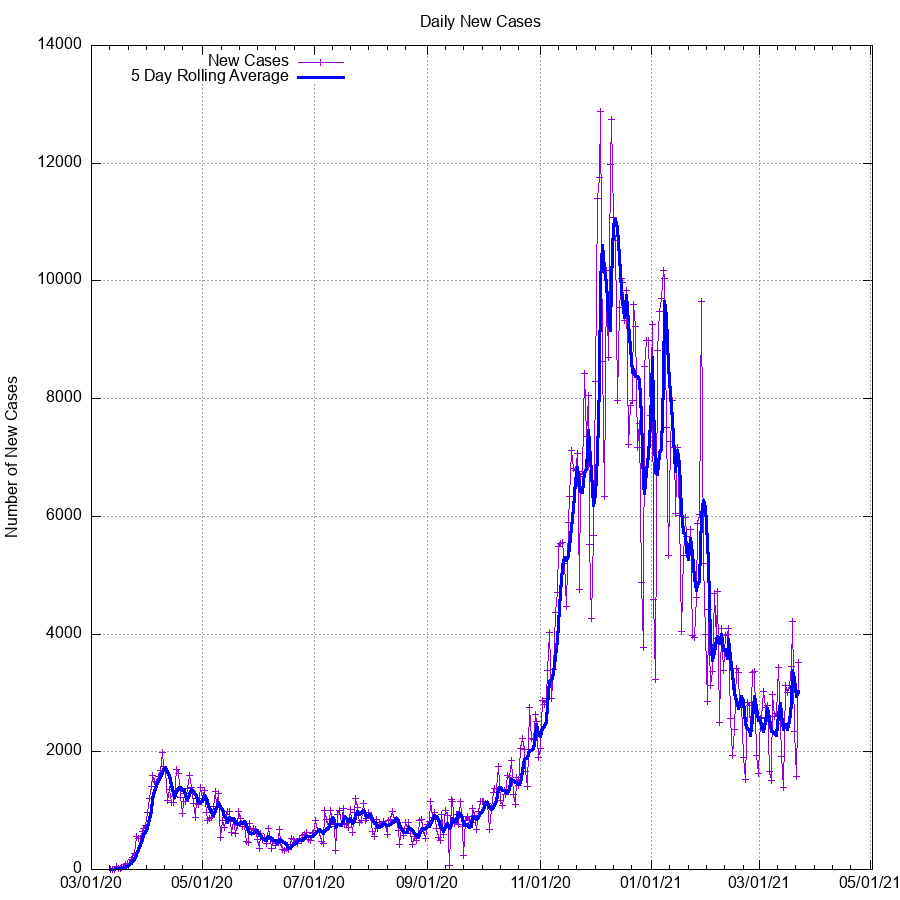 Daily New Cases
New Cases
5 Day Rolling Average
14000
12000
10000
8000
6000
4000
2000
0
Number of New Cases
03/01/20 05/01/20 07/01/20 09/01/20 11/01/20 01/01/21 03/01/21 05/01/21